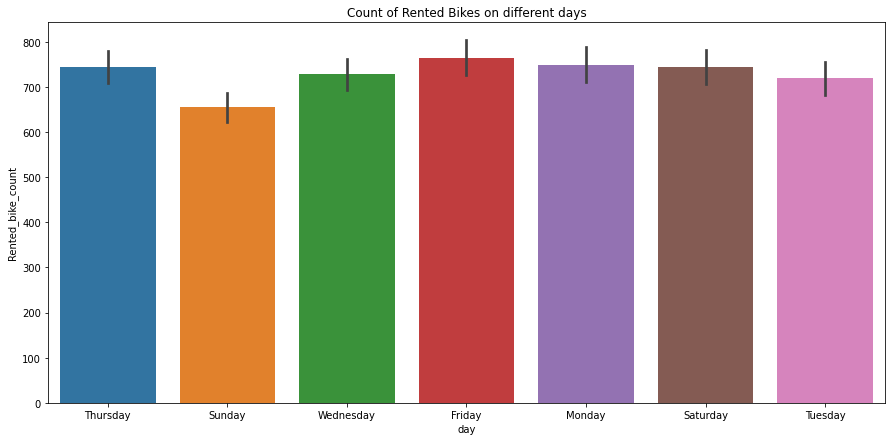 Count of Rented Bikes on different days
Rented_bike_count
800
700
600
500
400
300
200
100
0
Thursday Sunday Wednesday Friday Monday Saturday Tuesday
day